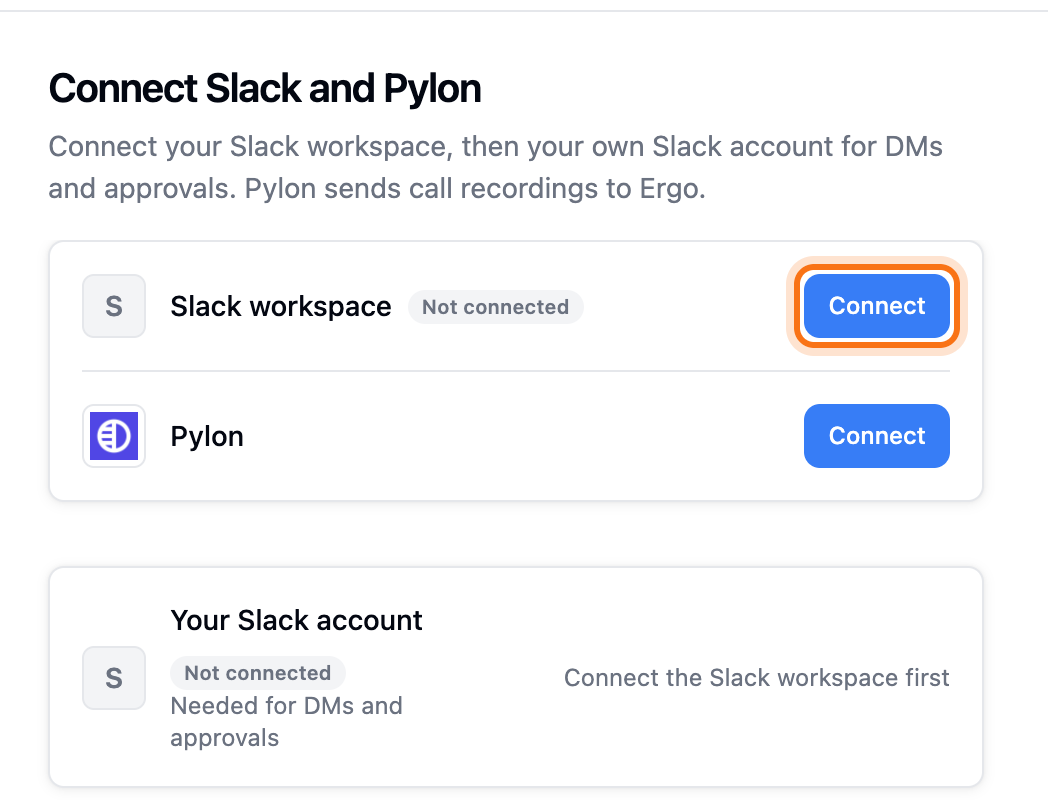 Connect Slack and Pylon
Connect your Slack workspace, then your own Slack account for DMs
and approvals. Pylon sends call recordings to Ergo.
S
Slack workspace
Not connected
Connect
Pylon
Connect
Your Slack account
S
Not connected
Needed for DMs and
approvals
Connect the Slack workspace first